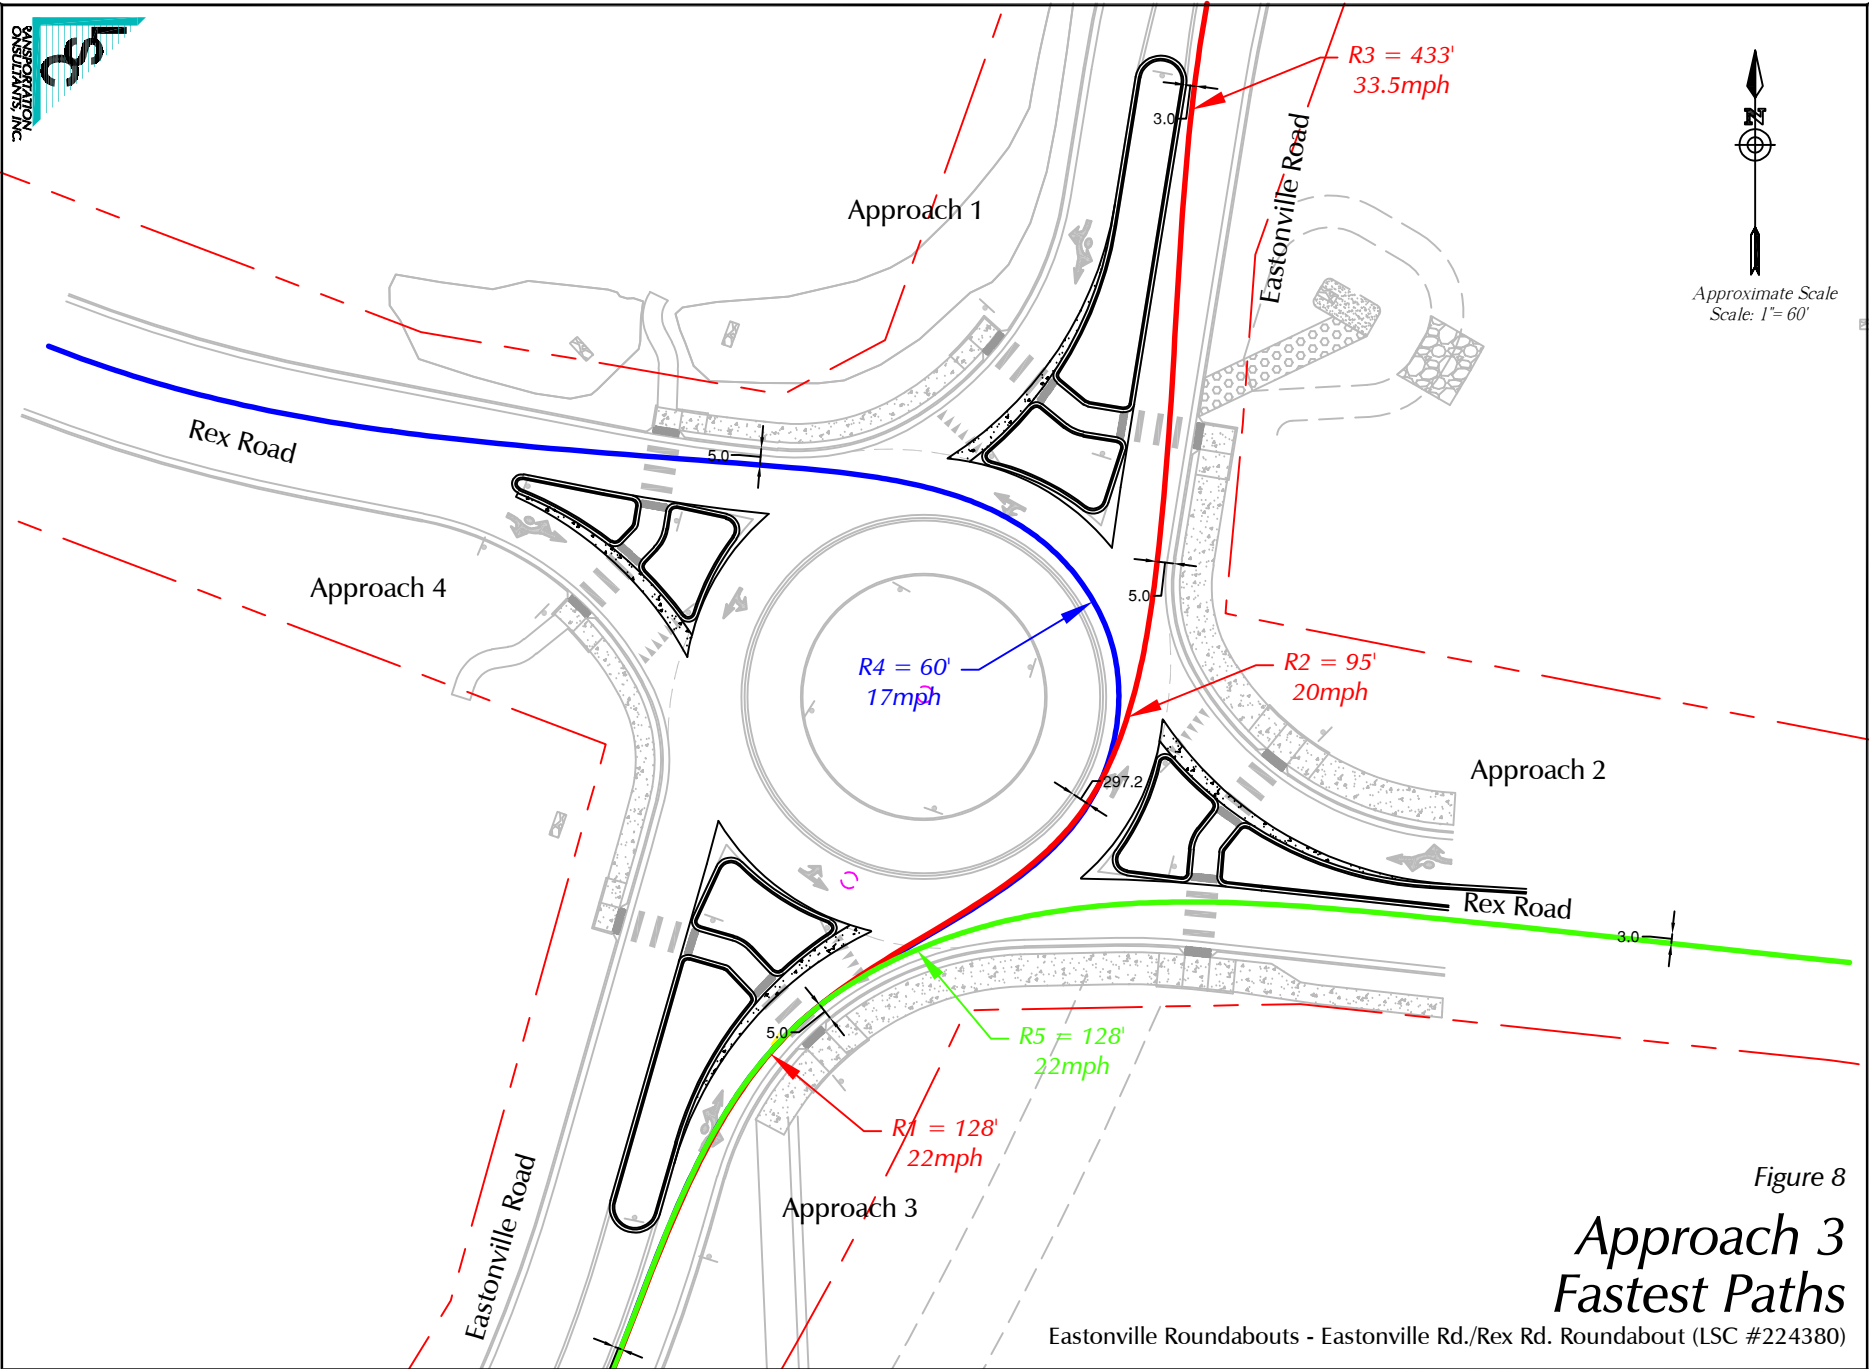 LSC
TRANSPORTATION
CONSULTANTS, INC.
R3 = 433'
33.5mph
3.0
Eastonville Road
N
Approximate Scale
Scale: 1"= 60'
Approach 1
Rex Road
5.0
Approach 4
5.0
R4 = 60'
17mph
R2 = 95'
20mph
297.2
Approach 2
Rex Road
3.0
5.0
R5 = 128'
22mph
R1 = 128'
22mph
Approach 3
Eastonville Road
Figure 8
Approach 3
Fastest Paths
Eastonville Roundabouts - Eastonville Rd./Rex Rd. Roundabout (LSC #224380)